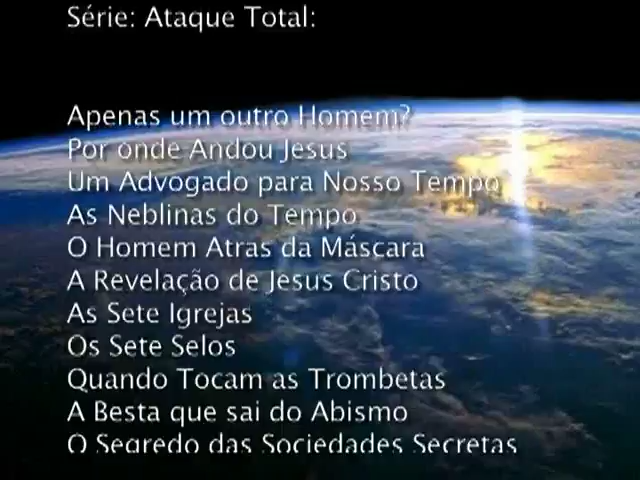 Série: Ataque Total:
Apenas um outro Homem?
Por onde Andou Jesus
Um Advogado para Nosso Tempo
As Neblinas do Tempo
O Homem Atras da Máscara
A Revelação de Jesus Cristo
As Sete Igrejas
Os Sete Selos
Quando Tocam as Trombetas
A Besta que sai do Abismo
O Segredo das Sociedades Secretas